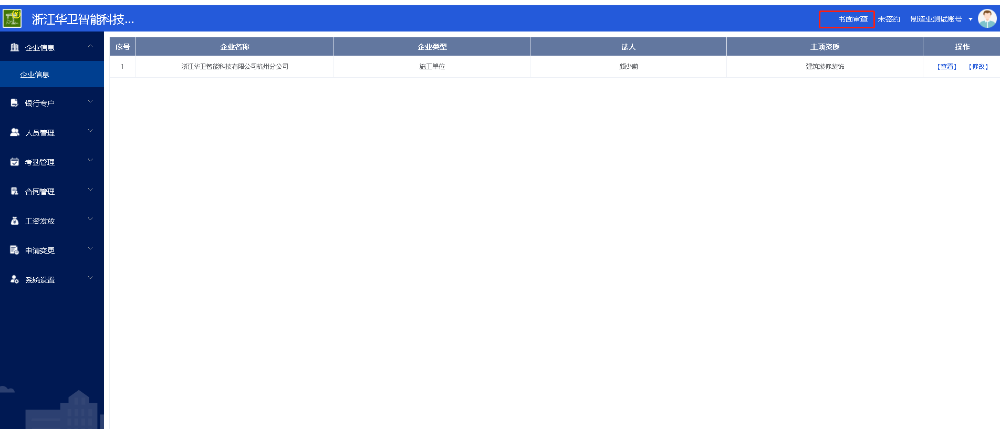 浙江华卫智能科技... 书面审查 未签约 制造业测试账号
企业信息
企业信息
银行专户
人员管理
考勤管理
合同管理
工资发放
申请变更
系统设置
序号 企业名称 企业类型 法人 主项资质 操作
1 浙江华卫智能科技有限公司杭州分公司 施工单位 颜少蔚 建筑装修装饰 【查看】 【修改】